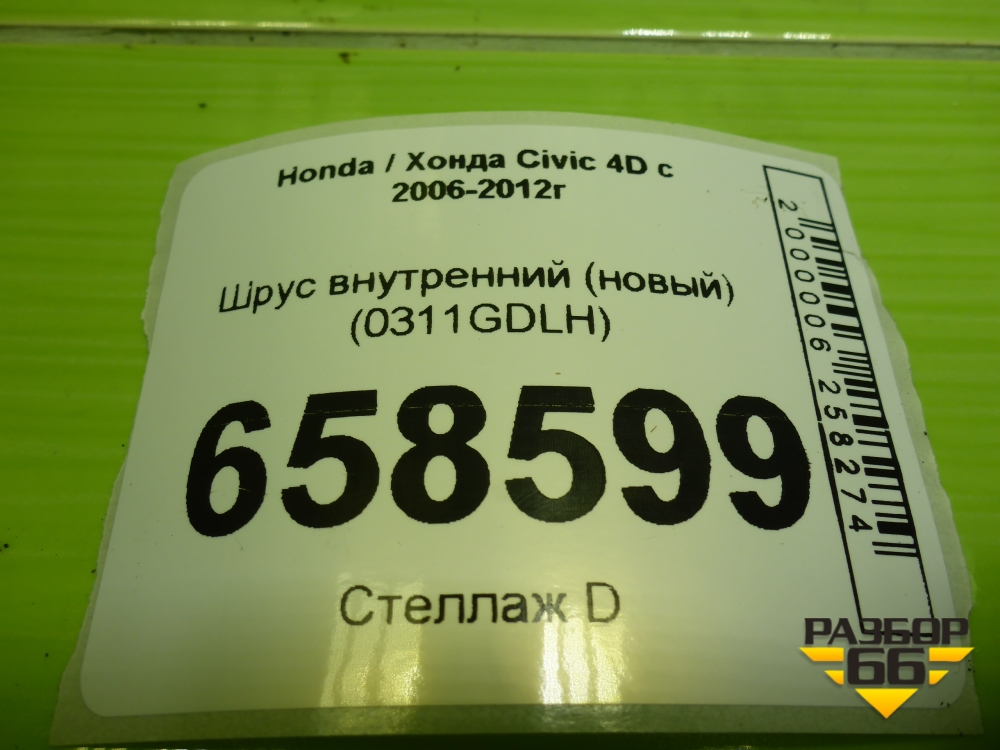 Honda / Хонда Civic 4D с
2006-2012г
Шрус внутренний (новый)
(0311GDLH)
658599
Стеллаж D
2000006258274
РАЗБОР
66